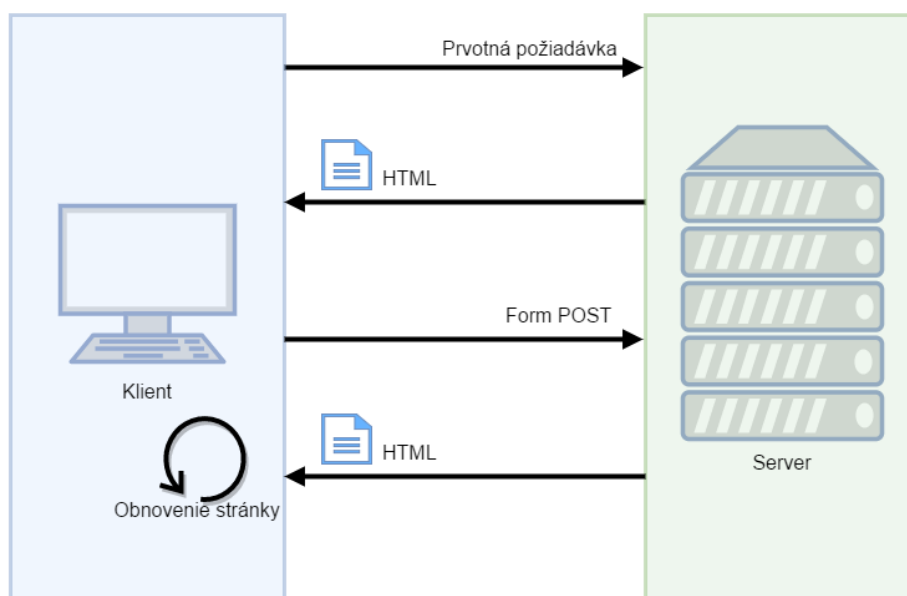 Prvotná požiadávka
HTML
Form POST
Klient
HTML
Server
Obnovenie stránky